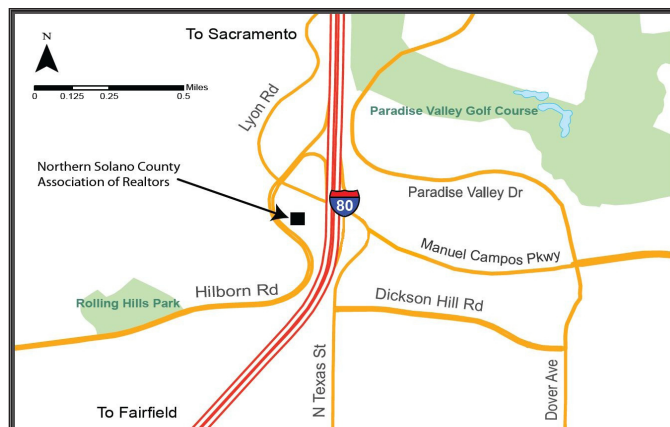 To Sacramento
N
Miles
0 0.125 0.25 0.5
Lyon Rd
Paradise Valley Golf Course
Northern Solano County
Association of Realtors
Paradise Valley Dr
80
Manuel Campos Pkwy
Hilborn Rd
Rolling Hills Park
Dickson Hill Rd
N Texas St
Dover Ave
To Fairfield